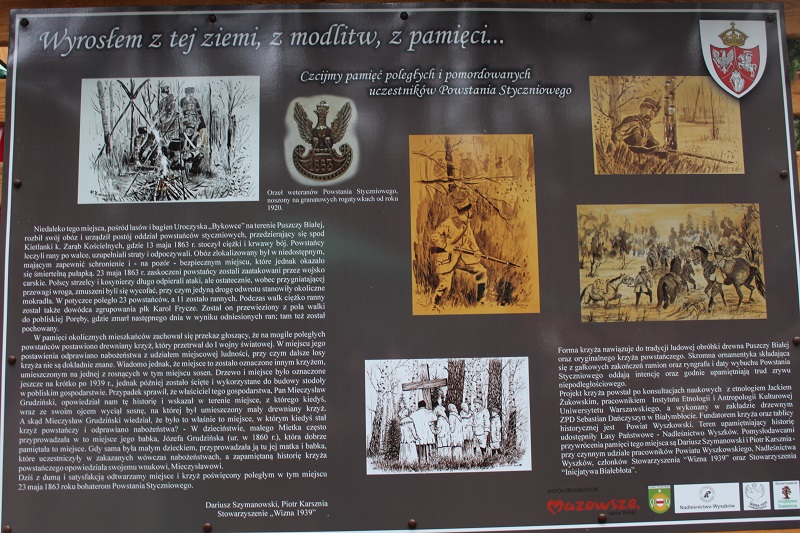 Wyrosłem z tej ziemi, z modlitw, z pamięci...
Czcijmy pamięć poległych i pomordowanych
uczestników Powstania Styczniowego
1863
Orzeł weteranów Powstania Styczniowego,
noszony na granatowych rogatywkach od roku
1920.
Niedaleko tego miejsca, pośród lasów i bagien Uroczyska „Bykowce" na terenie Puszczy Białej,
rozbił swój obóz i urządził postój oddział powstańców styczniowych, przedzierający się spod
Kietlanki k. Zarąb Kościelnych, gdzie 13 maja 1863 r. stoczył ciężki i krwawy bój. Powstańcy
leczyli rany po walce, uzupełniali straty i odpoczywali. Obóz zlokalizowany był w niedostępnym,
mającym zapewnić schronienie i - na pozór - bezpiecznym miejscu, które jednak okazało
się śmiertelną pułapką. 23 maja 1863 r. zaskoczeni powstańcy zostali zaatakowani przez wojsko
carskie. Polscy strzelcy i kosynierzy długo odpierali ataki, ale ostatecznie, wobec przygniatającej
przewagi wroga, zmuszeni byli się wycofać, przy czym jedyną drogę odwrotu stanowiły okoliczne
mokradła. W potyczce poległo 23 powstańców, a 11 zostało rannych. Podczas walk ciężko ranny
został także dowódca zgrupowania płk Karol Frycze. Został on przewieziony z pola walki
do pobliskiej Poręby, gdzie zmarł następnego dnia w wyniku odniesionych ran; tam też został
pochowany.
W pamięci okolicznych mieszkańców zachował się przekaz głoszący, że na mogile poległych
powstańców postawiono drewniany krzyż, który przetrwał do I wojny światowej. W miejscu jego
postawienia odprawiano nabożeństwa z udziałem miejscowej ludności, przy czym dalsze losy
krzyża nie są dokładnie znane. Wiadomo jednak, że miejsce to zostało oznaczone innym krzyżem,
umieszczonym na jednej z rosnących w tym miejscu sosen. Drzewo i miejsce było oznaczone
jeszcze na krótko po 1939 r., jednak później zostało ścięte i wykorzystane do budowy stodoły
w pobliskim gospodarstwie. Przypadek sprawił, że właściciel tego gospodarstwa, Pan Mieczysław
Grudziński, opowiedział nam tę historię i wskazał w terenie miejsce, z którego kiedyś,
wraz ze swoim ojcem wyciął sosnę, na której był umieszczony mały drewniany krzyż.
A skąd Mieczysław Grudziński wiedział, że było to właśnie to miejsce, w którym kiedyś stał
krzyż powstańczy i odprawiano nabożeństwa? - W dzieciństwie, małego Mietka często
przyprowadzała w to miejsce jego babka, Józefa Grudzińska (ur. w 1860 r.), która dobrze
pamiętała to miejsce. Gdy sama była małym dzieckiem, przyprowadzała ją tu jej matka i babka,
które uczestniczyły w zakazanych wówczas nabożeństwach, a zapamiętaną historię krzyża
powstańczego opowiedziała swojemu wnukowi, Mieczysławowi.
Dziś z dumą i satysfakcją odtwarzamy miejsce i krzyż poświęcony poległym w tym miejscu
23 maja 1863 roku bohaterom Powstania Styczniowego.
Dariusz Szymanowski, Piotr Karsznia
Stowarzyszenie „Wizna 1939"
Forma krzyża nawiązuje do tradycji ludowej obróbki drewna Puszczy Białej
oraz oryginalnego krzyża powstańczego. Skromna ornamentyka składająca
się z gałkowych zakończeń ramion oraz ryngrafu i daty wybuchu Powstania
Styczniowego oddają intencję oraz godnie upamiętniają trud zrywu
niepodległościowego.
Projekt krzyża powstał po konsultacjach naukowych z etnologiem Jackiem
Żukowskim, pracownikiem Instytutu Etnologii i Antropologii Kulturowej
Uniwersytetu Warszawskiego, a wykonany w zakładzie drzewnym
ZPD Sebastian Dańczyszyn w Białymblocie. Fundatorem krzyża oraz tablicy
historycznej jest Powiat Wyszkowski. Teren upamiętniający historię
udostępniły Lasy Państwowe - Nadleśnictwo Wyszków. Pomysłodawcami
przywrócenia pamięci tego miejsca są Dariusz Szymanowski i Piotr Karsznia -
przy czynnym udziale pracowników Powiatu Wyszkowskiego, Nadleśnictwa
Wyszków, członków Stowarzyszenia "Wizna 1939" oraz Stowarzyszenia
"Inicjatywa Białebłota".
WSPÓŁORGANIZATOR
Mazowsze.
serce Polski
Nadleśnictwo Wyszków